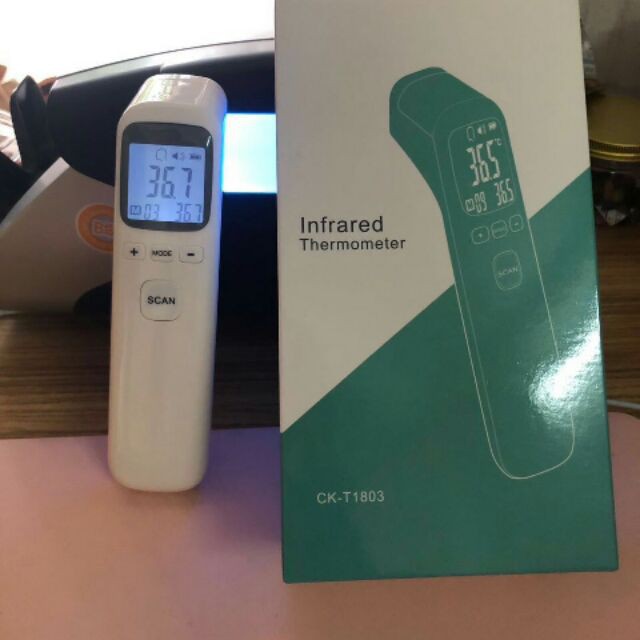 36.7
03 36.7
+ MODE -
SCAN
Infrared
Thermometer
36.5 °C
09 36.5
+ -
SCAN
CK-T1803